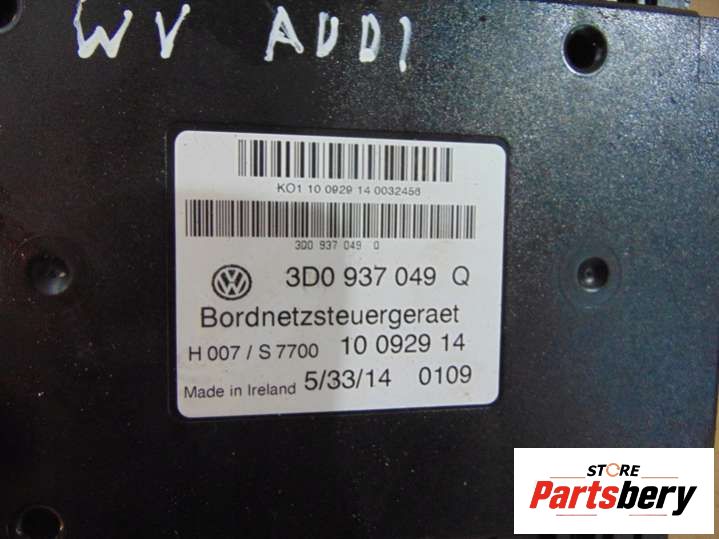 WV AUDI
KO1 10 0929 14 0032456
3D0 937 049 Q
3D0 937 049 Q
Bordnetzsteuergeraet
H 007 / S 7700 10 0929 14
Made in Ireland 5/33/14 0109
STORE
Partsbery